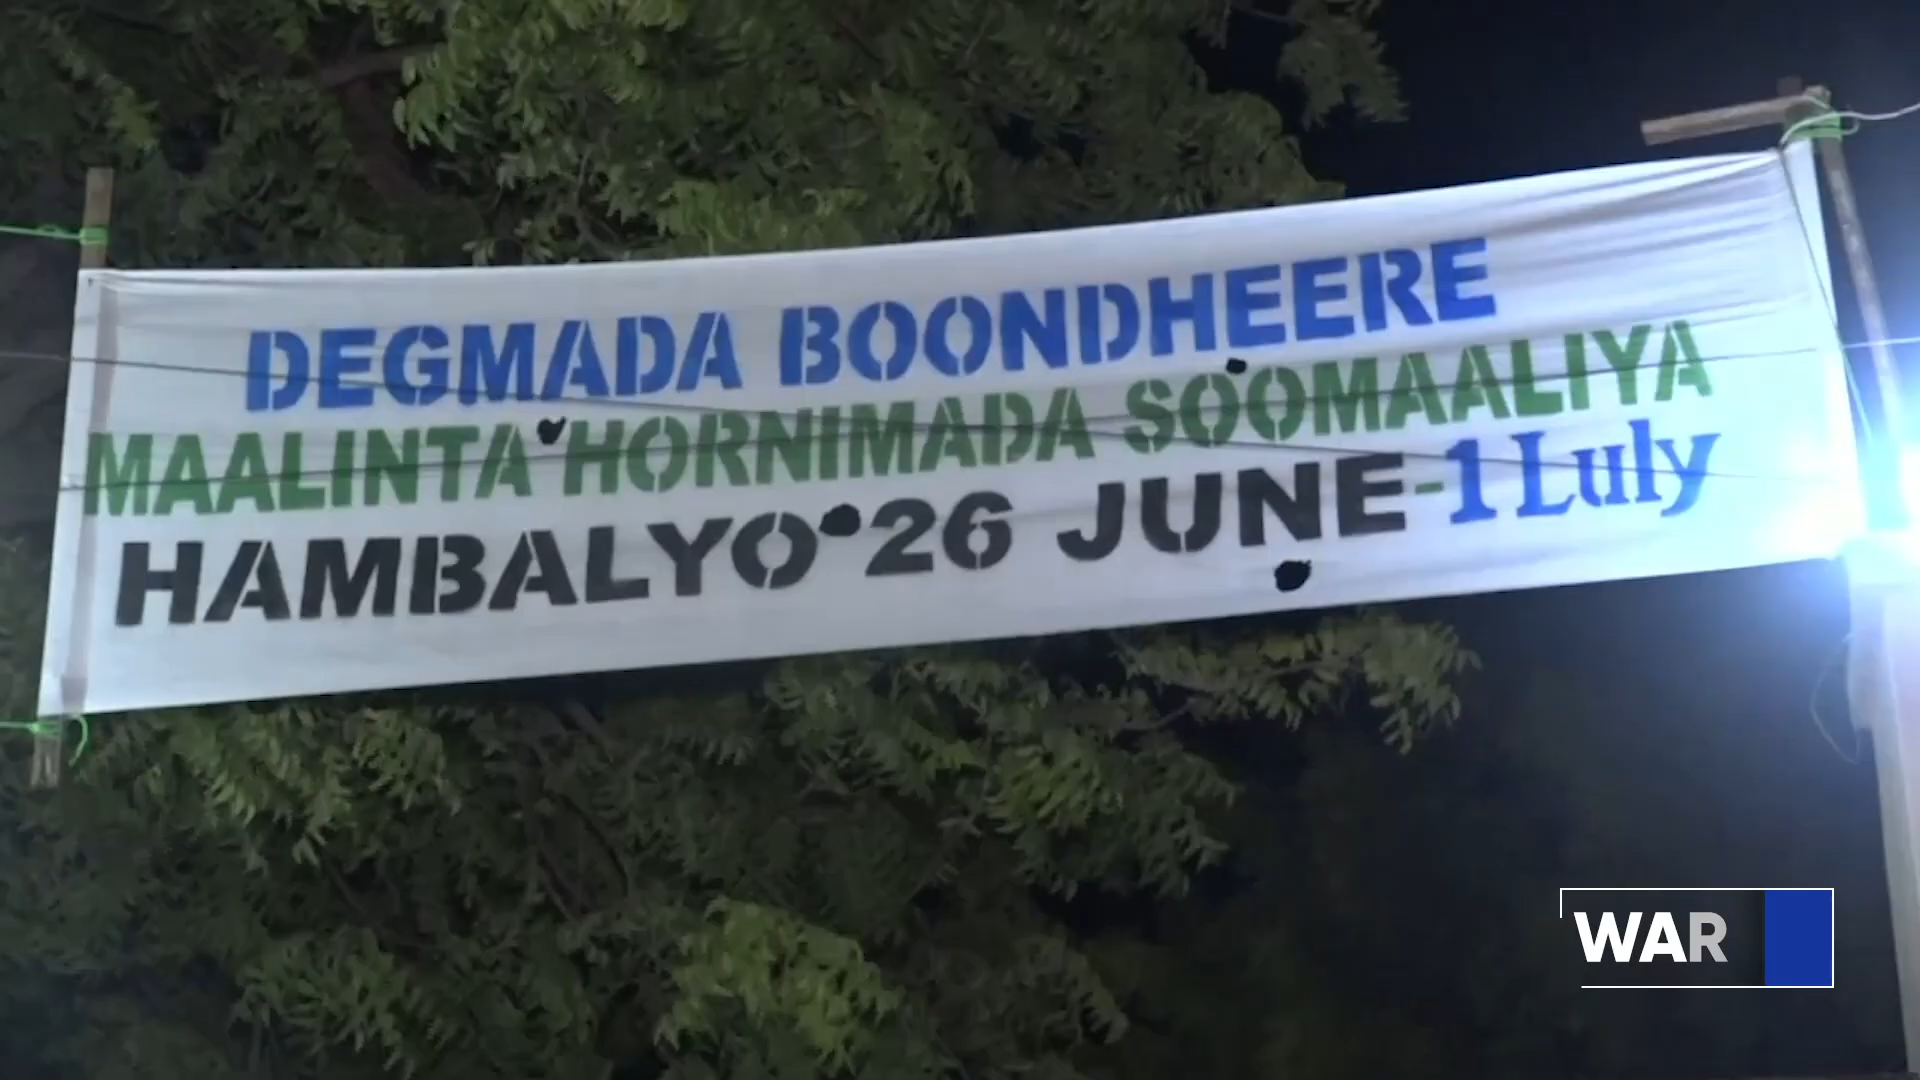 DEGMADA BOONDHEERE
MAALINTA HORNIMADA SOOMAALIYA
HAMBALYO 26 JUNE-1 Luly
WAR